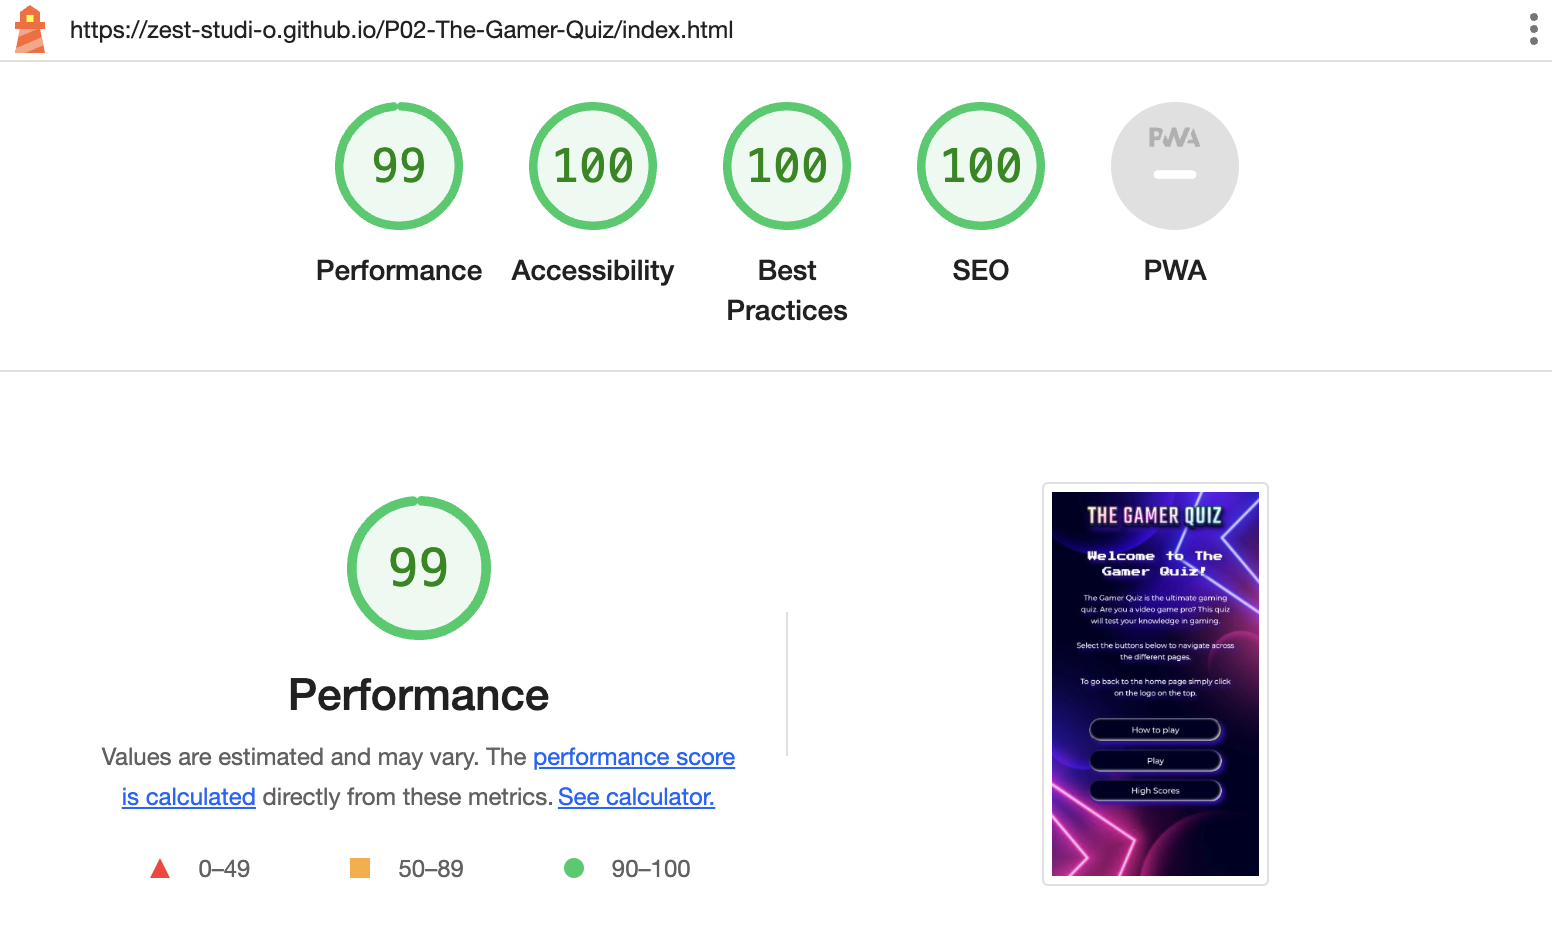 https://zest-studi-o.github.io/P02-The-Gamer-Quiz/index.html
99
100
100
100
PWA
Performance
Accessibility
Best
Practices
SEO
PWA
99
Performance
Values are estimated and may vary. The performance score
is calculated directly from these metrics. See calculator.
0–49
50–89
90–100
THE GAMER QUIZ
Welcome to The
Gamer Quiz!
The Gamer Quiz is the ultimate gaming
quiz. Are you a video game pro? This quiz
will test your knowledge in gaming.
Select the buttons below to navigate across
the different pages.
To go back to the home page simply click
on the logo on the top.
How to play
Play
High Scores